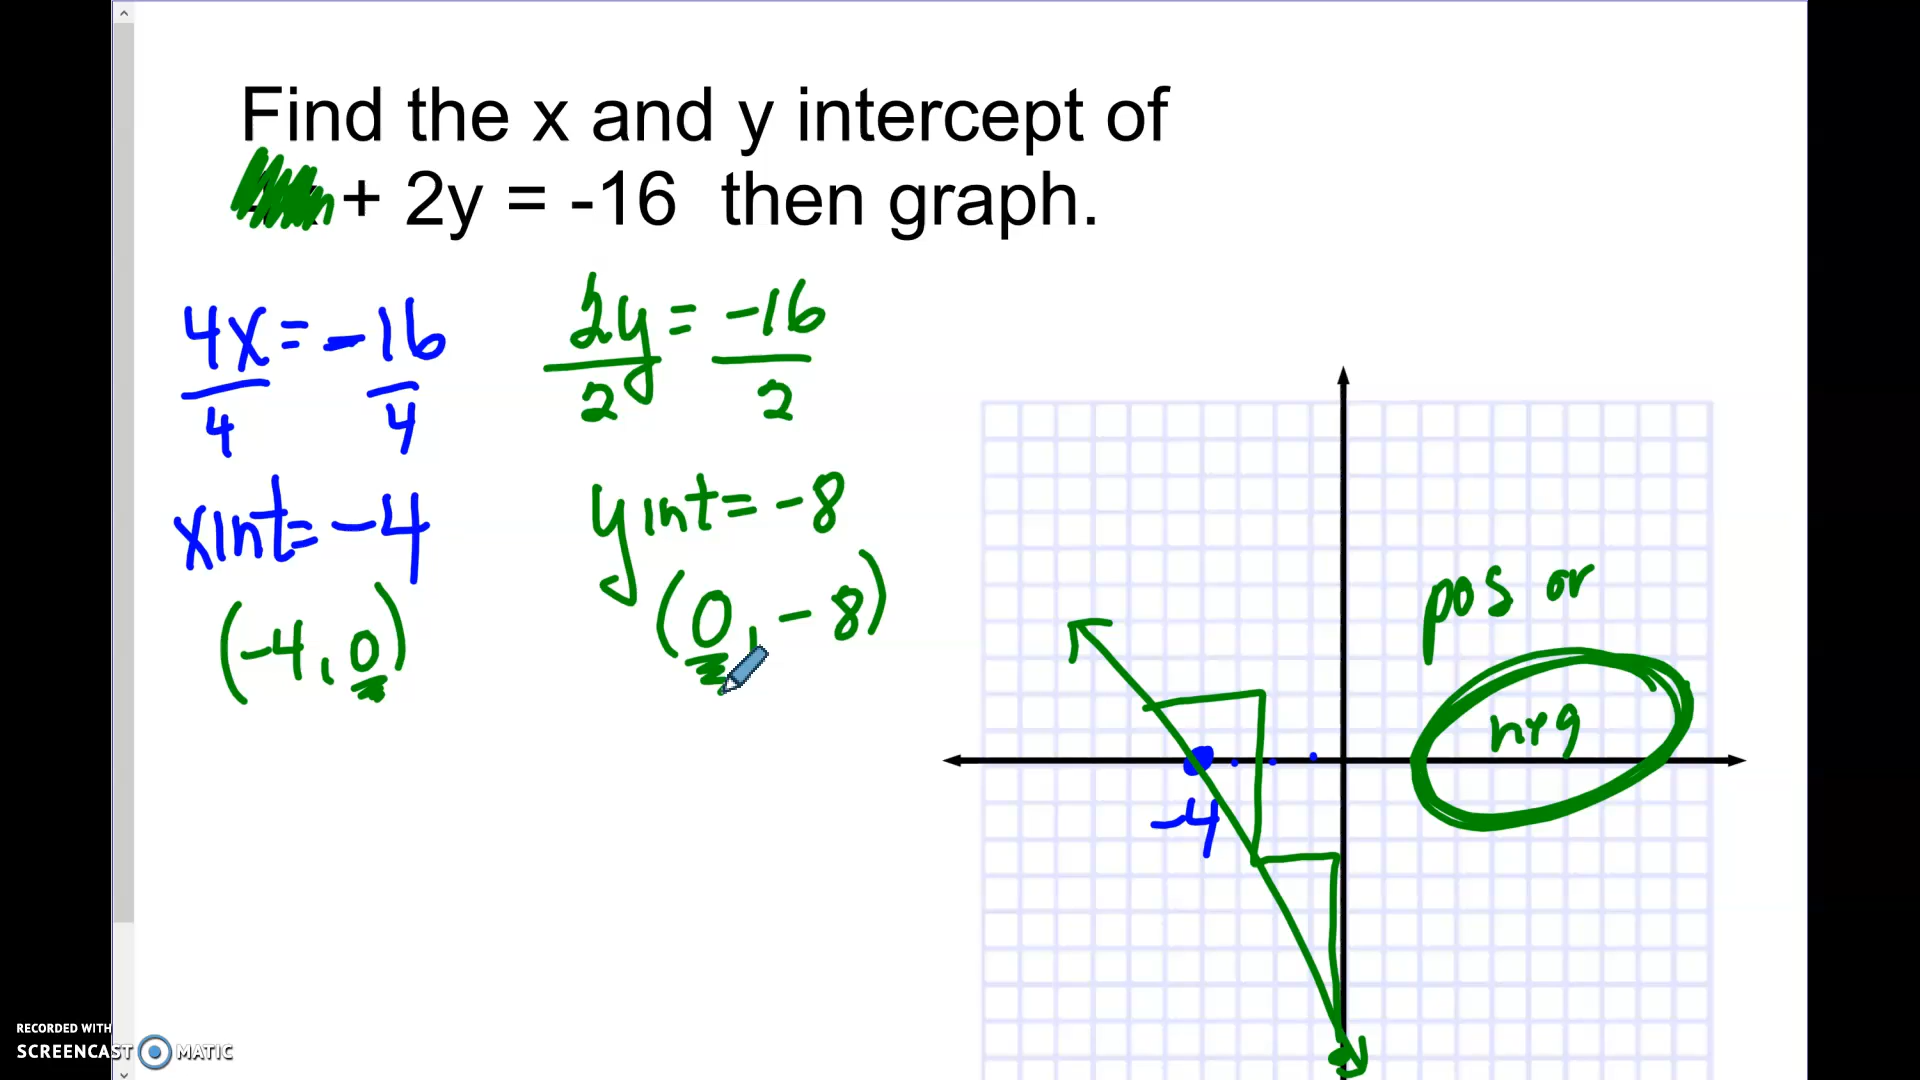 Find the x and y intercept of
+ 2y = -16 then graph.
4x = -16
4 4
xint = -4
(-4, 0)
2y = -16
2 2
y int = -8
(0, -8)
pos or
neg
-4
RECORDED WITH
SCREENCAST MATIC